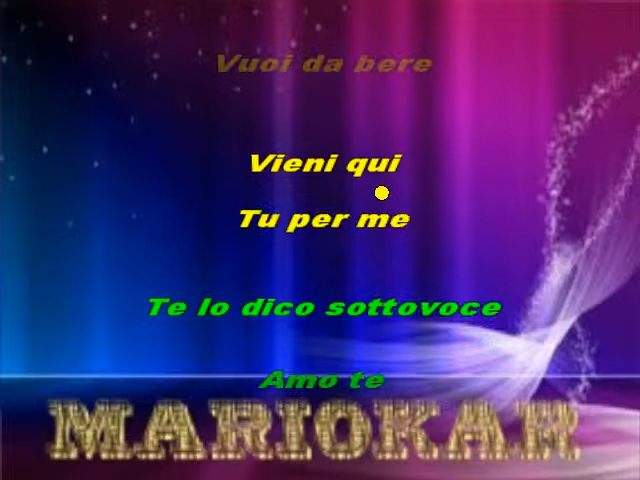 Vuoi da bere
Vieni qui
Tu per me
Te lo dico sottovoce
Amo te
MARIOKAR